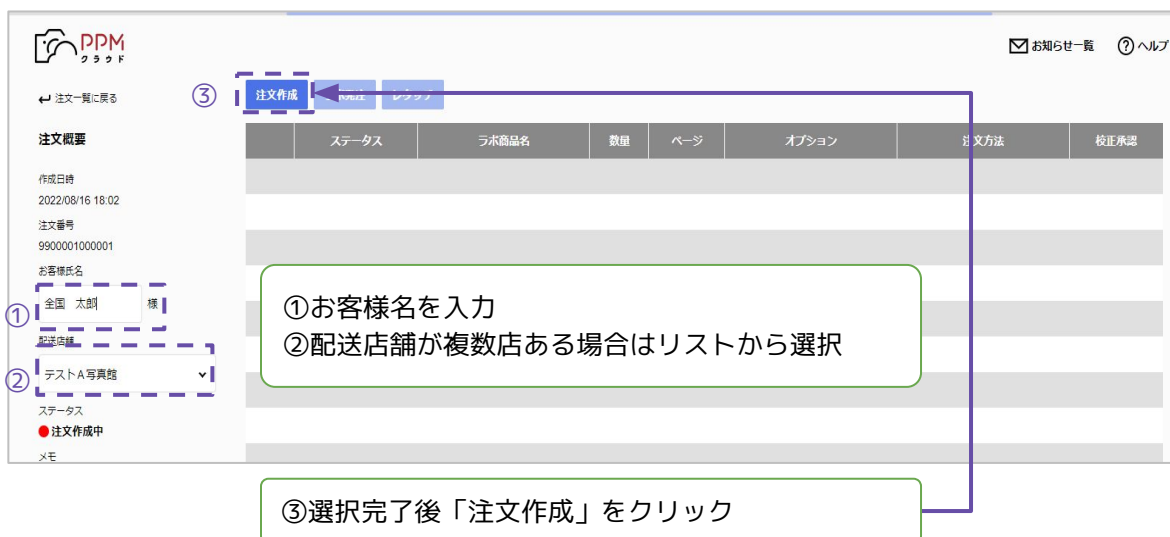 PPM
クラウド
お知らせ一覧
? ヘルプ
↵ 注文一覧に戻る
③
注文作成
注文概要
ステータス
ラボ商品名
数量
ページ
オプション
注文方法
校正承認
作成日時
2022/08/16 18:02
注文番号
9900001000001
お客様氏名
①
全国 太郎
様
配送店舗
②
テストA写真館
ステータス
注文作成中
メモ
①お客様名を入力
②配送店舗が複数店ある場合はリストから選択
③選択完了後「注文作成」をクリック